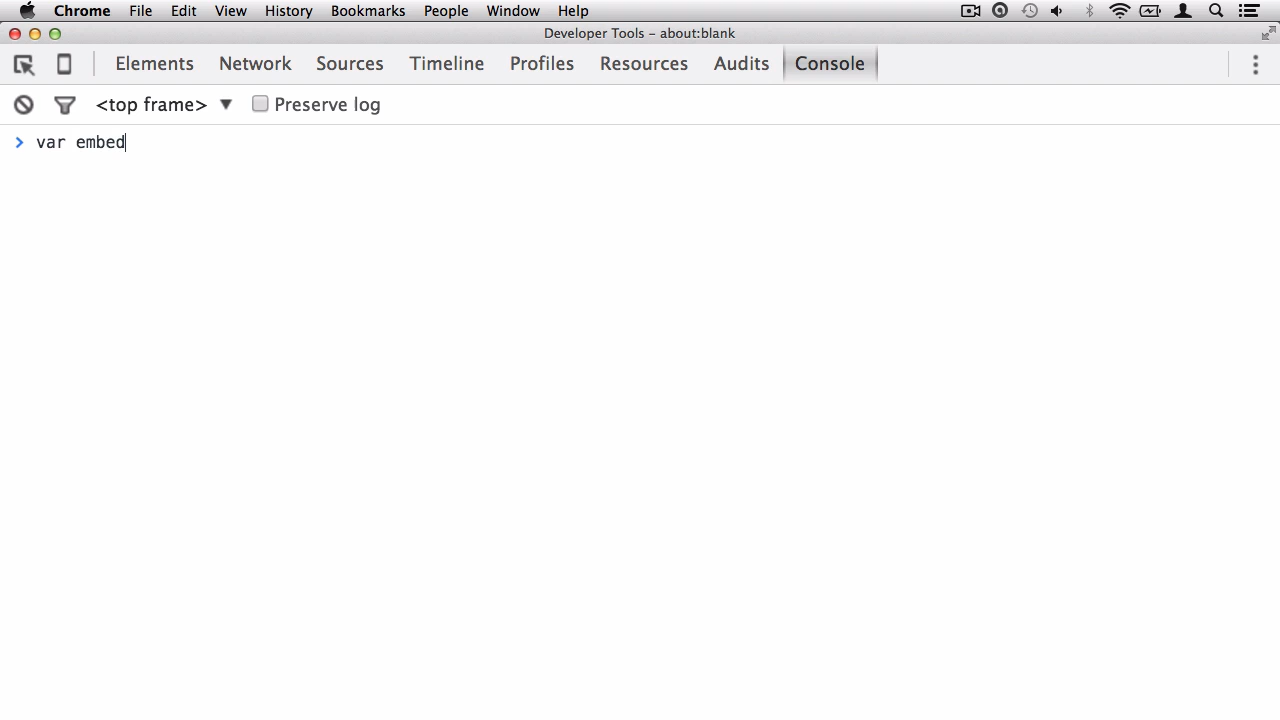 Chrome File Edit View History Bookmarks People Window Help
Developer Tools - about:blank
Elements Network Sources Timeline Profiles Resources Audits Console
<top frame> ▼ Preserve log
> var embed